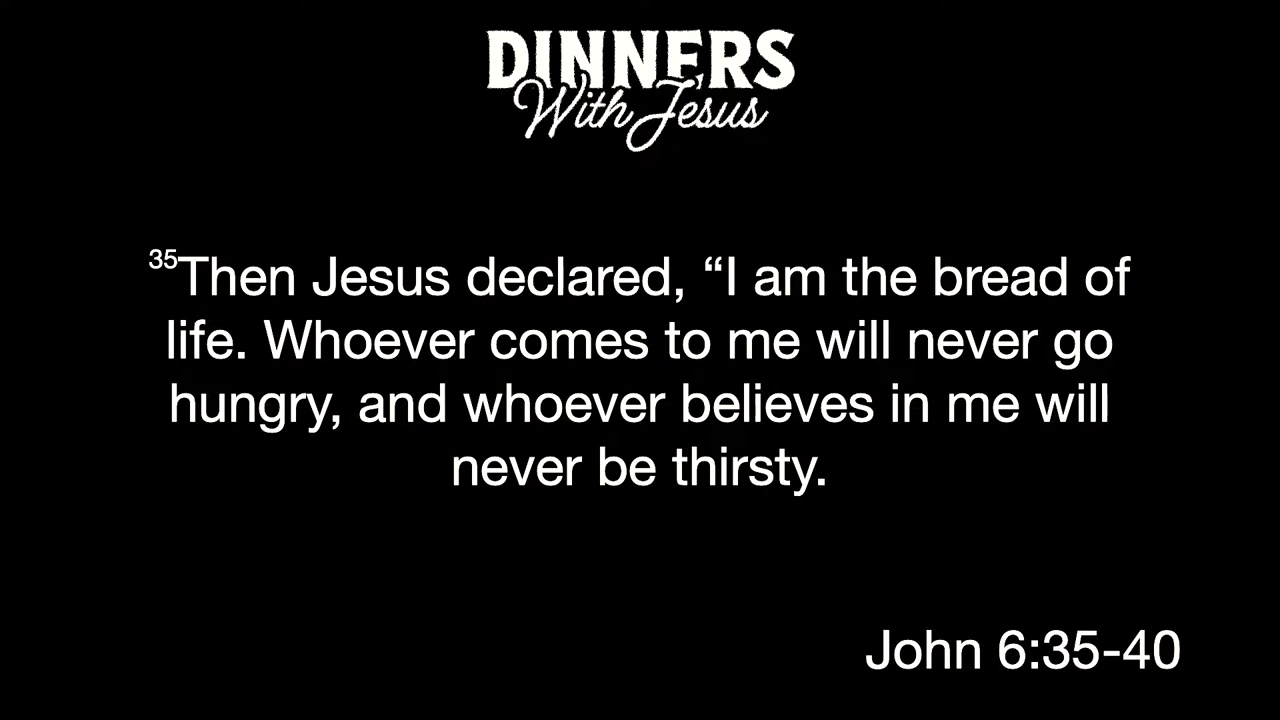 DINNERS
With Jesus
35Then Jesus declared, “I am the bread of
life. Whoever comes to me will never go
hungry, and whoever believes in me will
never be thirsty.
John 6:35-40